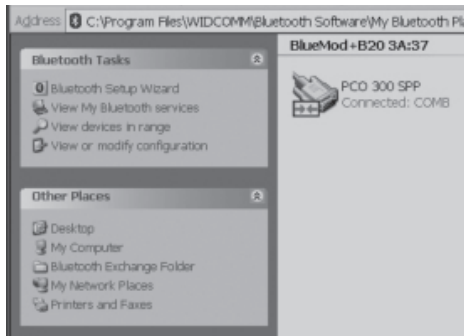 Address C:\Program Files\WIDCOMM\Bluetooth Software\My Bluetooth Pl
Bluetooth Tasks
Bluetooth Setup Wizard
View My Bluetooth services
View devices in range
View or modify configuration
Other Places
Desktop
My Computer
Bluetooth Exchange Folder
My Network Places
Printers and Faxes
BlueMod+B20 3A:37
PCO 300 SPP
Connected: COM8